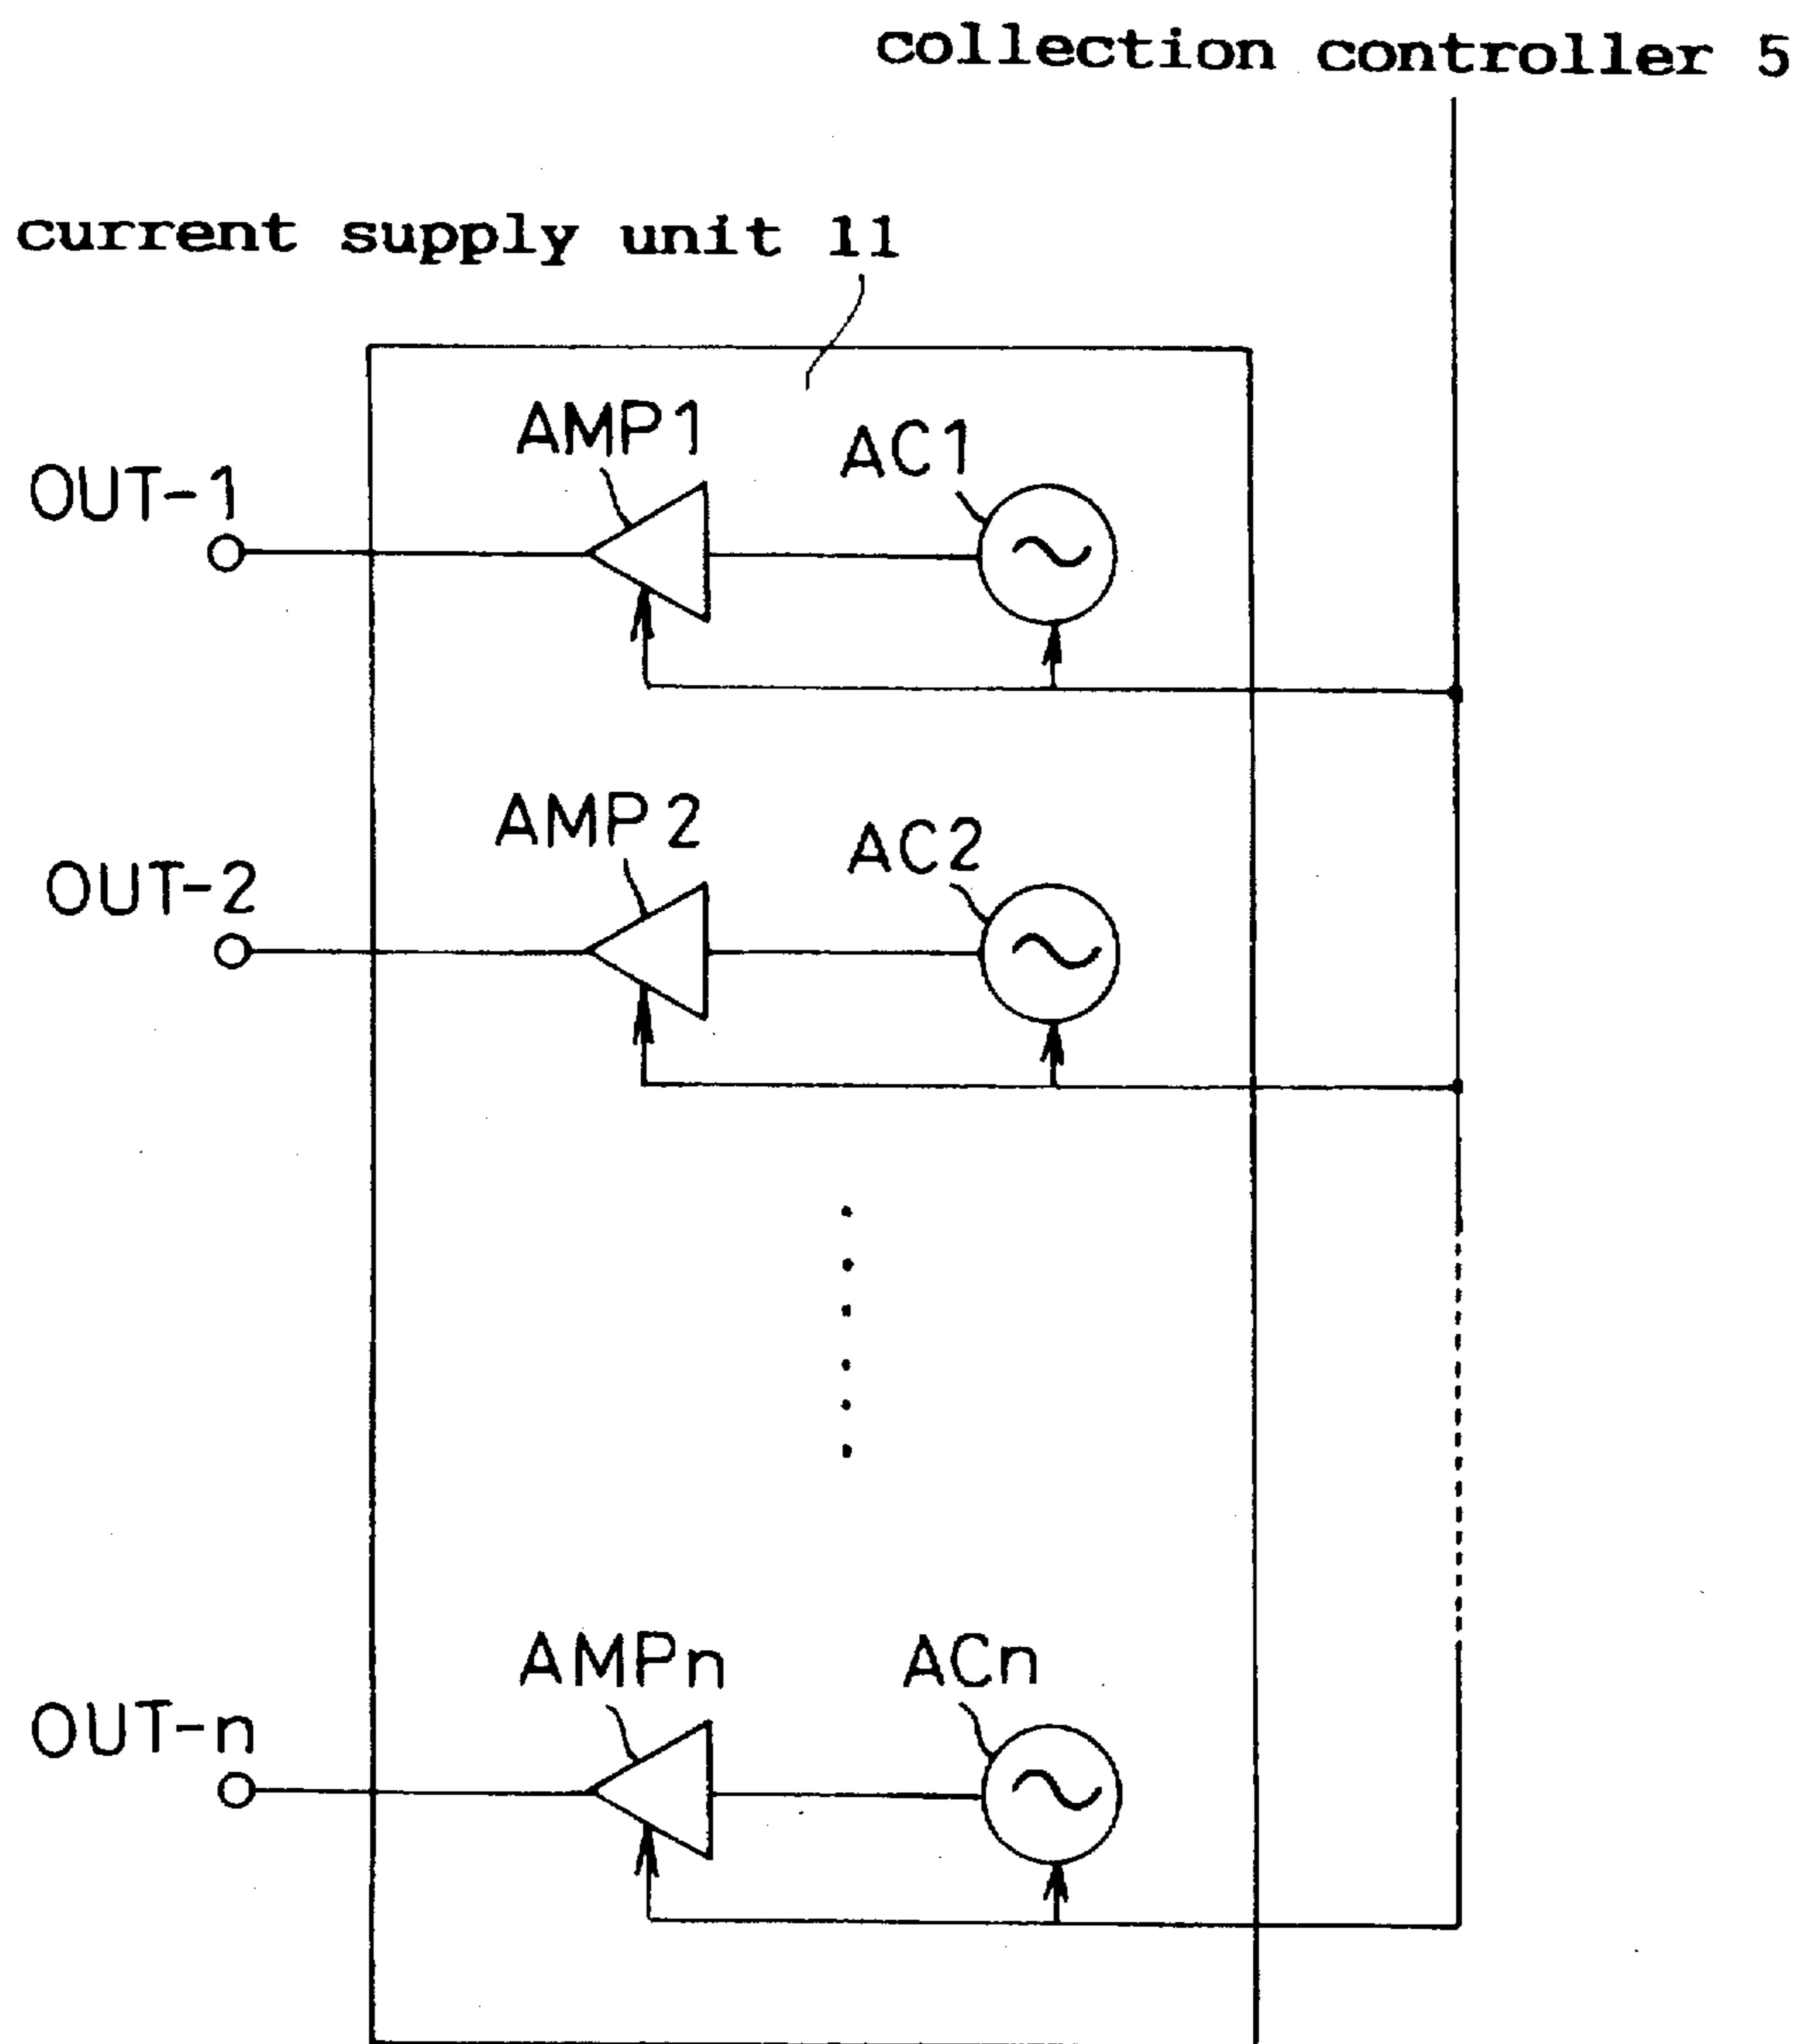 collection controller 5
current supply unit 11
AMP1
AC1
OUT-1
AMP2
AC2
OUT-2
AMPn
ACn
OUT-n